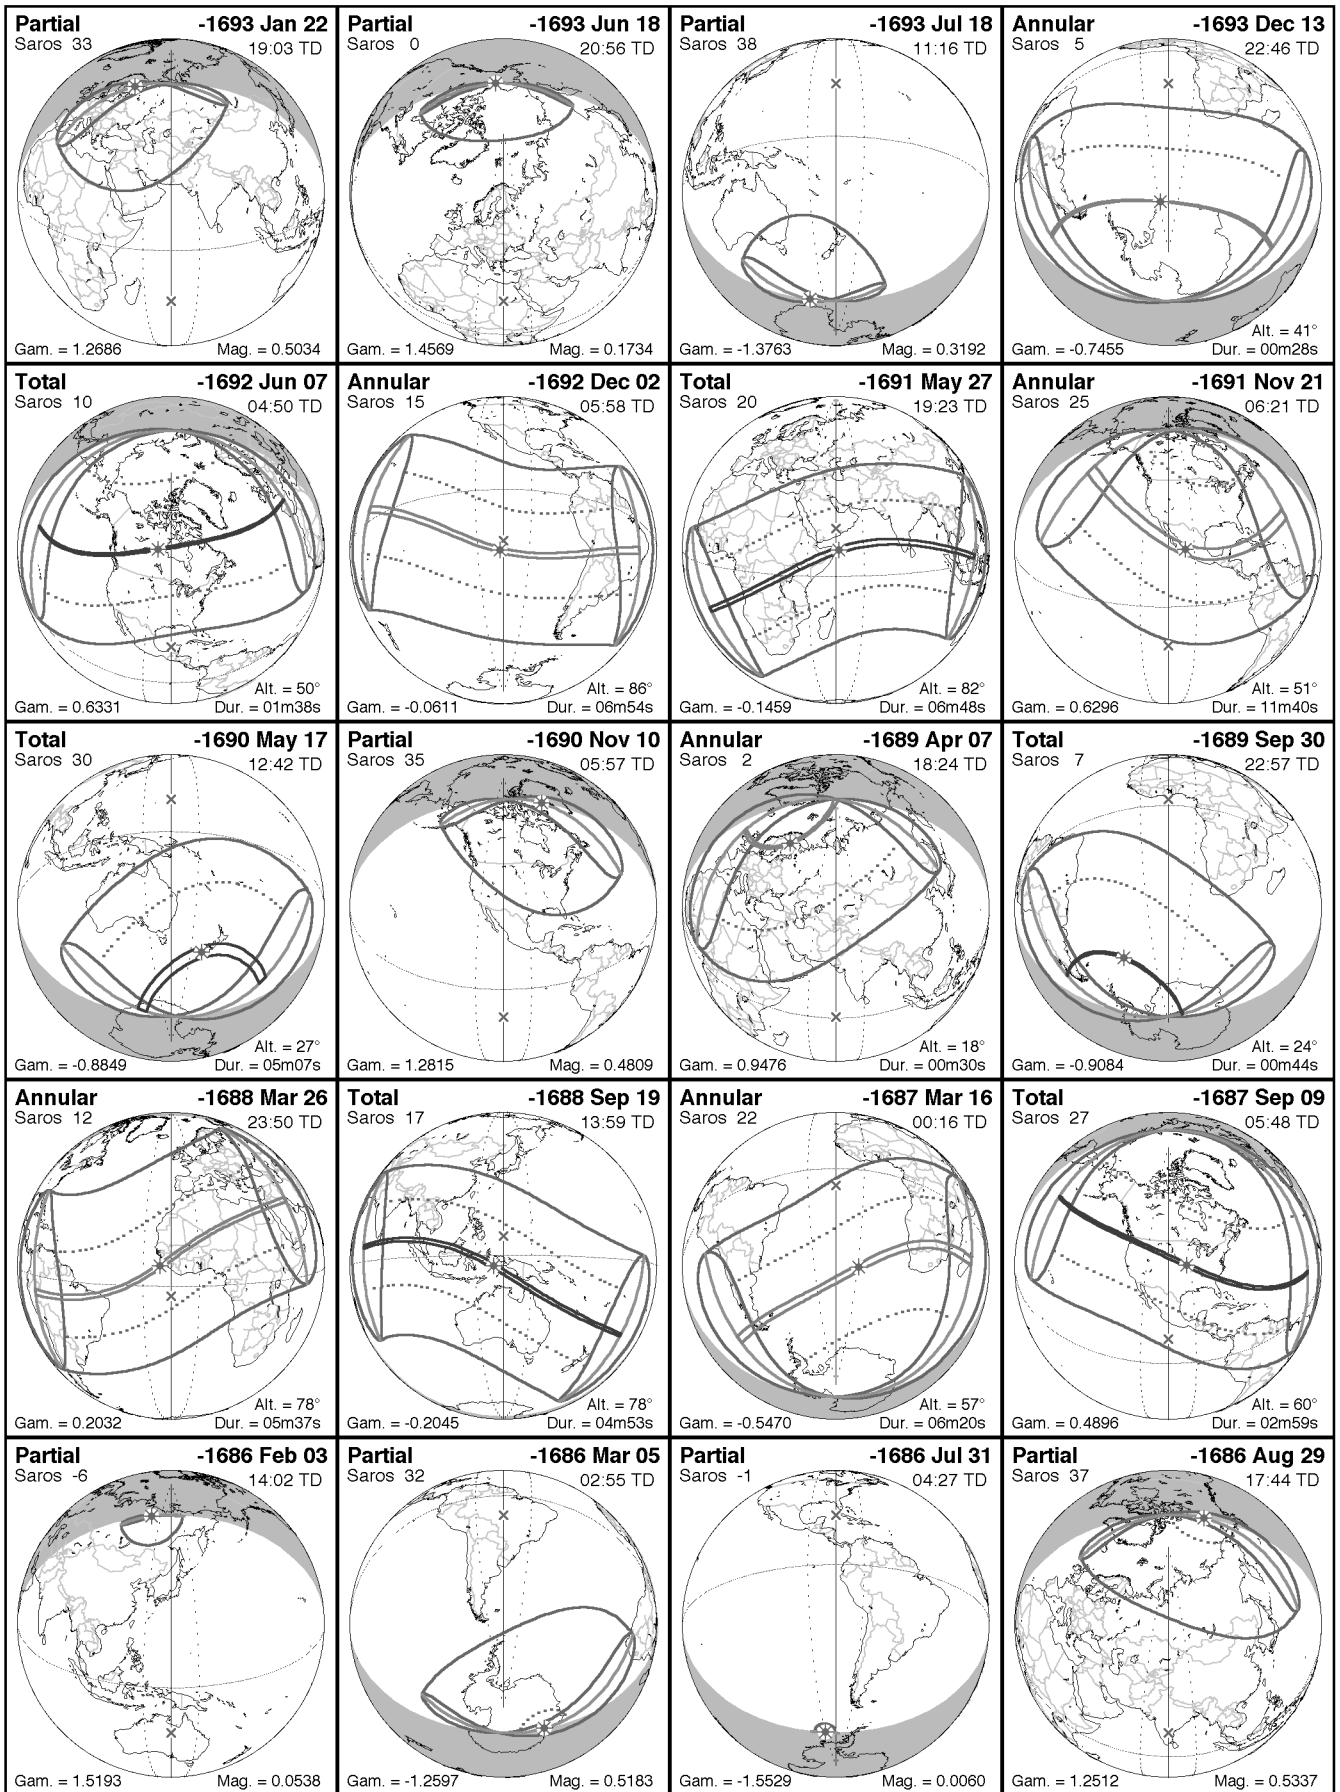 Partial -1693 Jan 22
Saros 33 19:03 TD
Gam. = 1.2686 Mag. = 0.5034
Partial -1693 Jun 18
Saros 0 20:56 TD
Gam. = 1.4569 Mag. = 0.1734
Partial -1693 Jul 18
Saros 38 11:16 TD
Gam. = -1.3763 Mag. = 0.3192
Annular -1693 Dec 13
Saros 5 22:46 TD
Alt. = 41°
Gam. = -0.7455 Dur. = 00m28s
Total -1692 Jun 07
Saros 10 04:50 TD
Alt. = 50°
Gam. = 0.6331 Dur. = 01m38s
Annular -1692 Dec 02
Saros 15 05:58 TD
Alt. = 86°
Gam. = -0.0611 Dur. = 06m54s
Total -1691 May 27
Saros 20 19:23 TD
Alt. = 82°
Gam. = -0.1459 Dur. = 06m48s
Annular -1691 Nov 21
Saros 25 06:21 TD
Alt. = 51°
Gam. = 0.6296 Dur. = 11m40s
Total -1690 May 17
Saros 30 12:42 TD
Alt. = 27°
Gam. = -0.8849 Dur. = 05m07s
Partial -1690 Nov 10
Saros 35 05:57 TD
Gam. = 1.2815 Mag. = 0.4809
Annular -1689 Apr 07
Saros 2 18:24 TD
Alt. = 18°
Gam. = 0.9476 Dur. = 00m30s
Total -1689 Sep 30
Saros 7 22:57 TD
Alt. = 24°
Gam. = -0.9084 Dur. = 00m44s
Annular -1688 Mar 26
Saros 12 23:50 TD
Alt. = 78°
Gam. = 0.2032 Dur. = 05m37s
Total -1688 Sep 19
Saros 17 13:59 TD
Alt. = 78°
Gam. = -0.2045 Dur. = 04m53s
Annular -1687 Mar 16
Saros 22 00:16 TD
Alt. = 57°
Gam. = -0.5470 Dur. = 06m20s
Total -1687 Sep 09
Saros 27 05:48 TD
Alt. = 60°
Gam. = 0.4896 Dur. = 02m59s
Partial -1686 Feb 03
Saros -6 14:02 TD
Gam. = 1.5193 Mag. = 0.0538
Partial -1686 Mar 05
Saros 32 02:55 TD
Gam. = -1.2597 Mag. = 0.5183
Partial -1686 Jul 31
Saros -1 04:27 TD
Gam. = -1.5529 Mag. = 0.0060
Partial -1686 Aug 29
Saros 37 17:44 TD
Gam. = 1.2512 Mag. = 0.5337